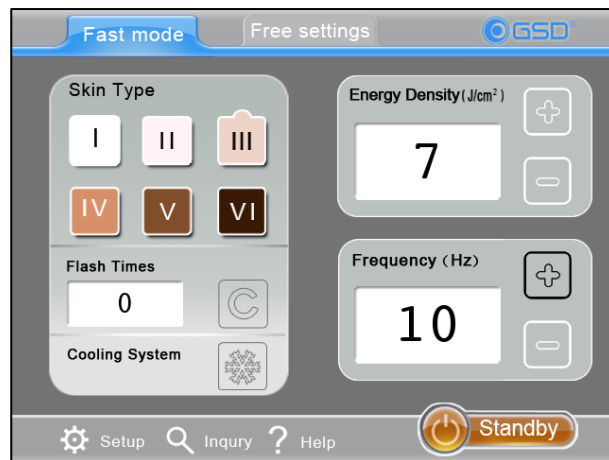 Fast mode
Free settings
GSD®
Skin Type
I II III
IV V VI
Flash Times
0
C
Cooling System
Energy Density(J/cm²)
7
Frequency (Hz)
10
Setup Inqury ? Help
Standby